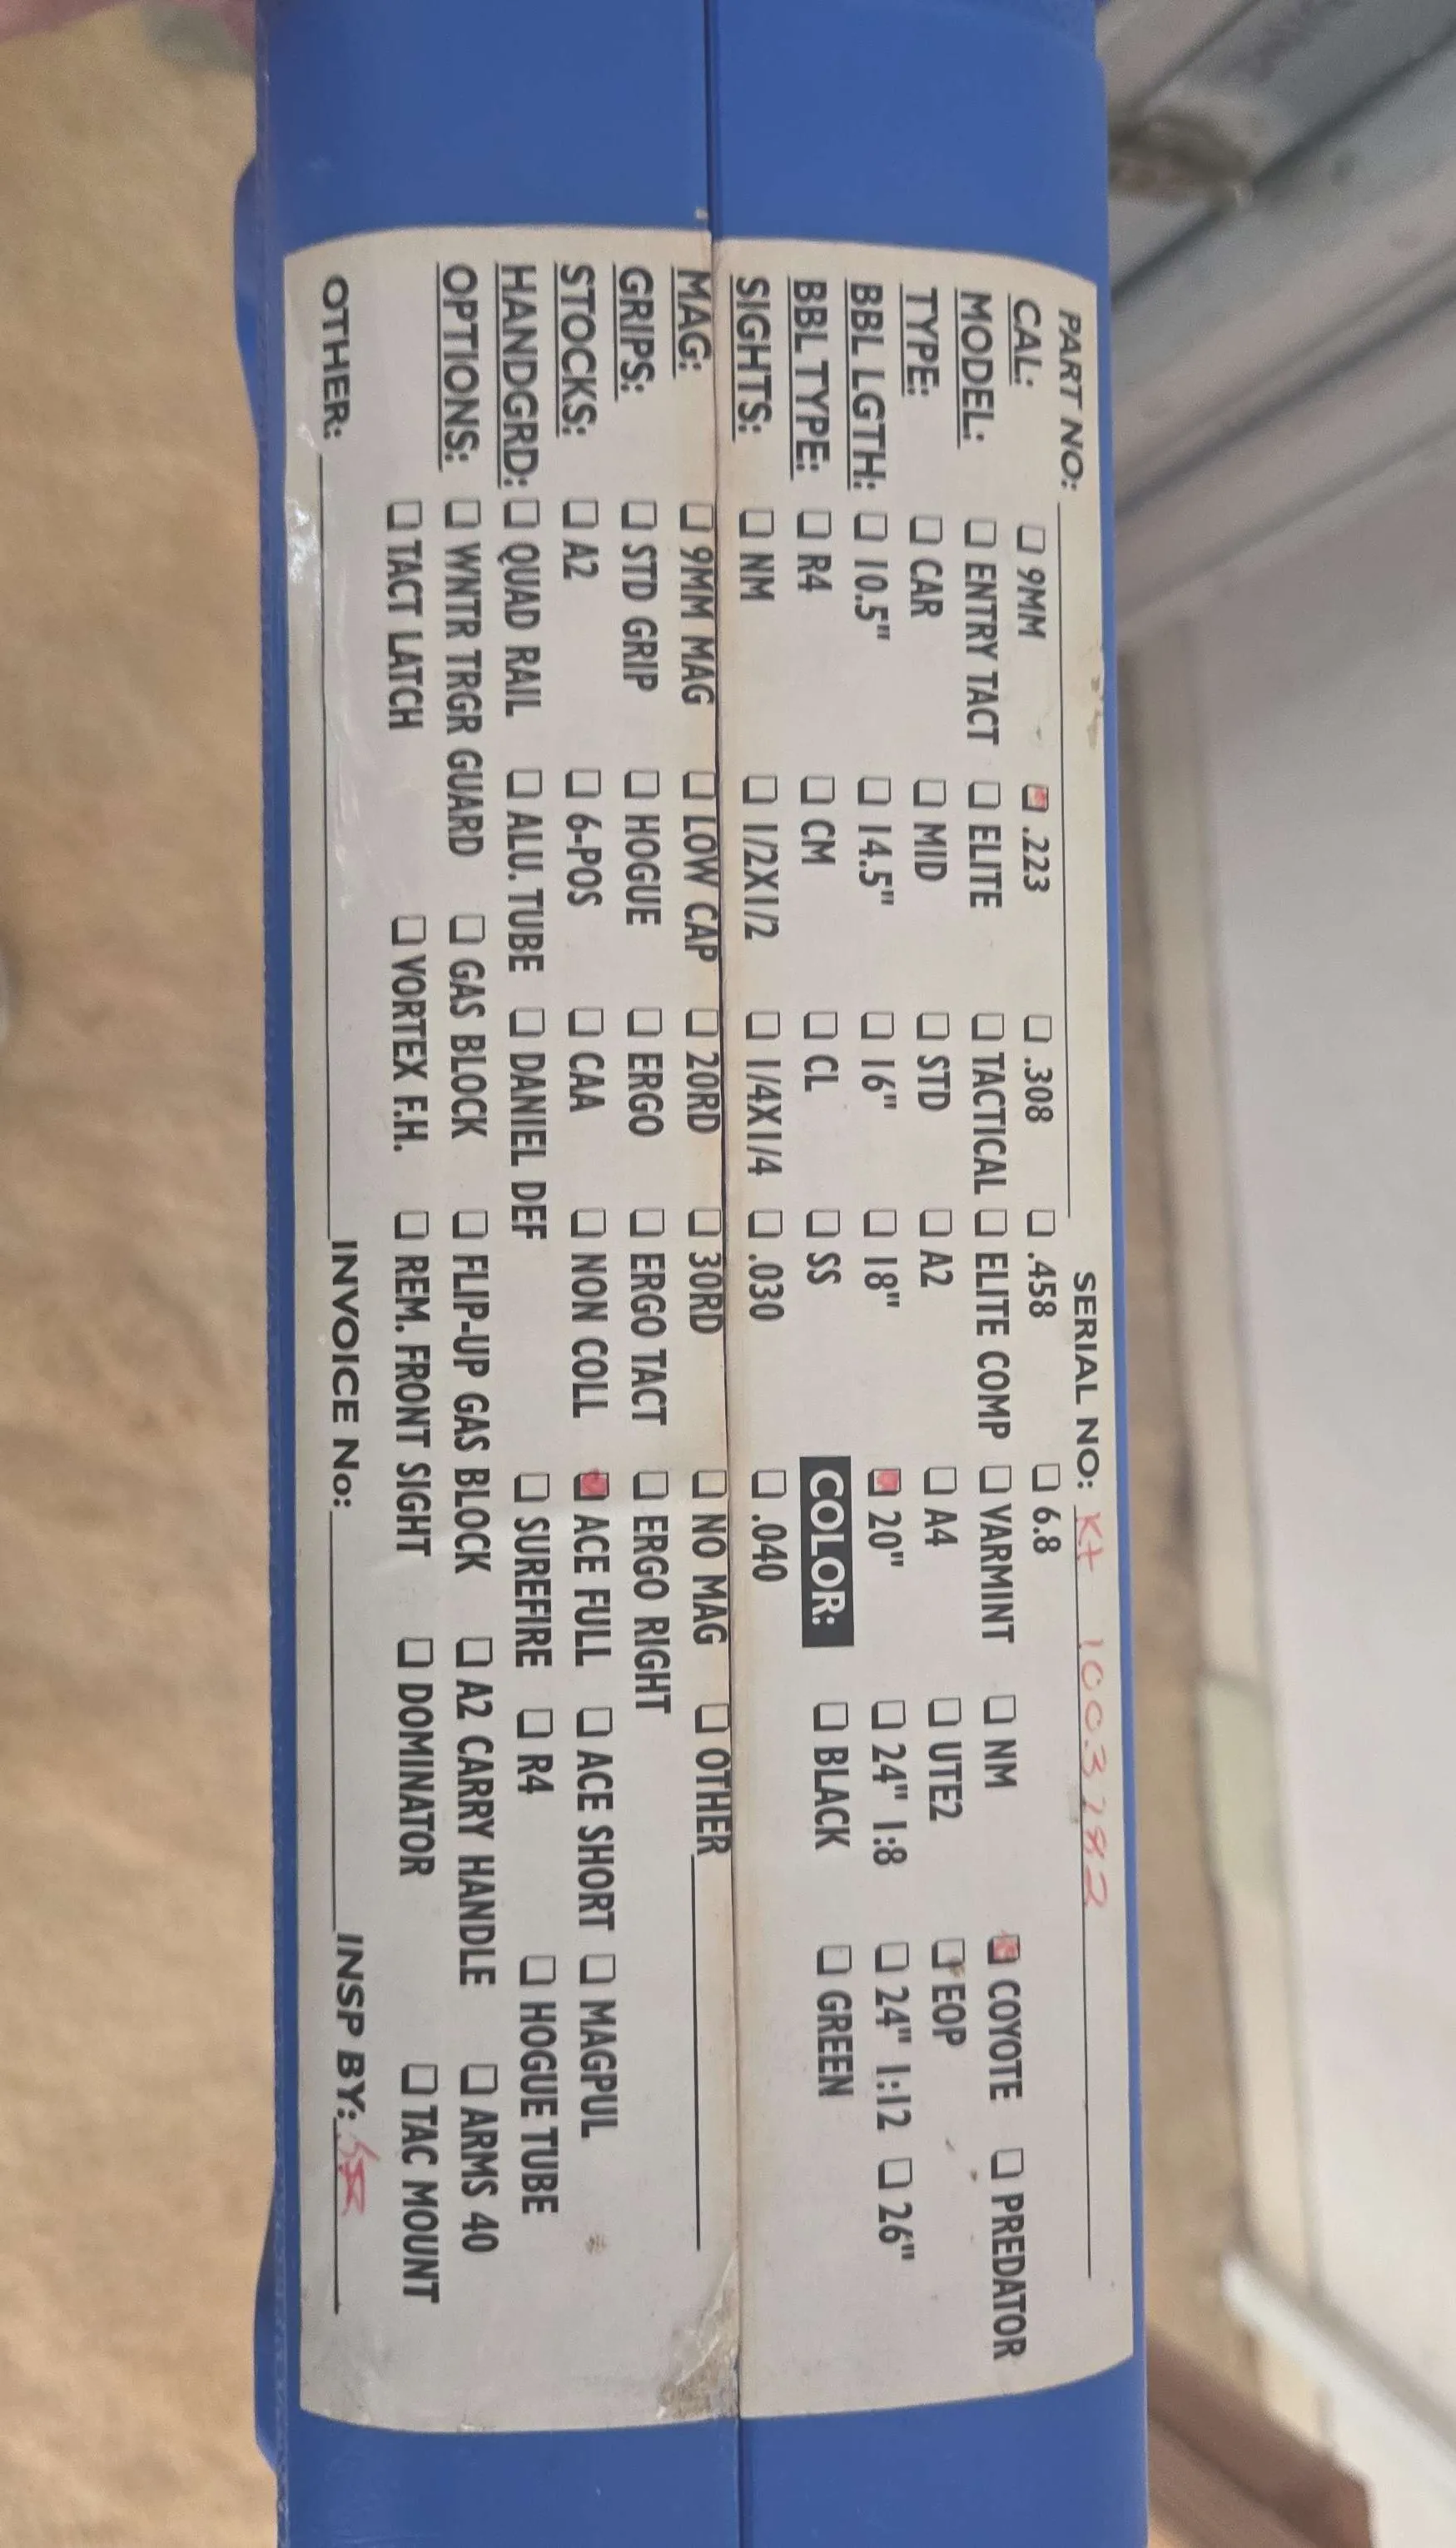 PART NO: SERIAL NO: KT 1003282
CAL: ☐ 9MM ☒ .223 ☐ .308 ☐ .458 ☐ 6.8
MODEL: ☐ ENTRY TACT ☐ ELITE ☐ TACTICAL ☐ ELITE COMP ☐ VARMINT ☐ NM ☒ COYOTE ☐ PREDATOR
TYPE: ☐ CAR ☐ MID ☐ STD ☐ A2 ☐ A4 ☐ UTE2 ☐ EOP
BBL LGTH: ☐ 10.5" ☐ 14.5" ☐ 16" ☐ 18" ☒ 20" ☐ 24" 1:8 ☐ 24" 1:12 ☐ 26"
BBL TYPE: ☐ R4 ☐ CM ☐ CL ☐ SS COLOR: ☐ BLACK ☐ GREEN
SIGHTS: ☐ NM ☐ 1/2X1/2 ☐ 1/4X1/4 ☐ .030 ☐ .040
MAG: ☐ 9MM MAG ☐ LOW CAP ☐ 20RD ☐ 30RD ☐ NO MAG ☐ OTHER
GRIPS: ☐ STD GRIP ☐ HOGUE ☐ ERGO ☐ ERGO TACT ☐ ERGO RIGHT
STOCKS: ☐ A2 ☐ 6-POS ☐ CAA ☐ NON COLL ☒ ACE FULL ☐ ACE SHORT ☐ MAGPUL
HANDGRD: ☐ QUAD RAIL ☐ ALU. TUBE ☐ DANIEL DEF ☐ SUREFIRE ☐ R4 ☐ HOGUE TUBE
OPTIONS: ☐ WNTR TRGR GUARD ☐ GAS BLOCK ☐ FLIP-UP GAS BLOCK ☐ A2 CARRY HANDLE ☐ ARMS 40
☐ TACT LATCH ☐ VORTEX F.H. ☐ REM. FRONT SIGHT ☐ DOMINATOR ☐ TAC MOUNT
OTHER: INVOICE No: INSP BY: